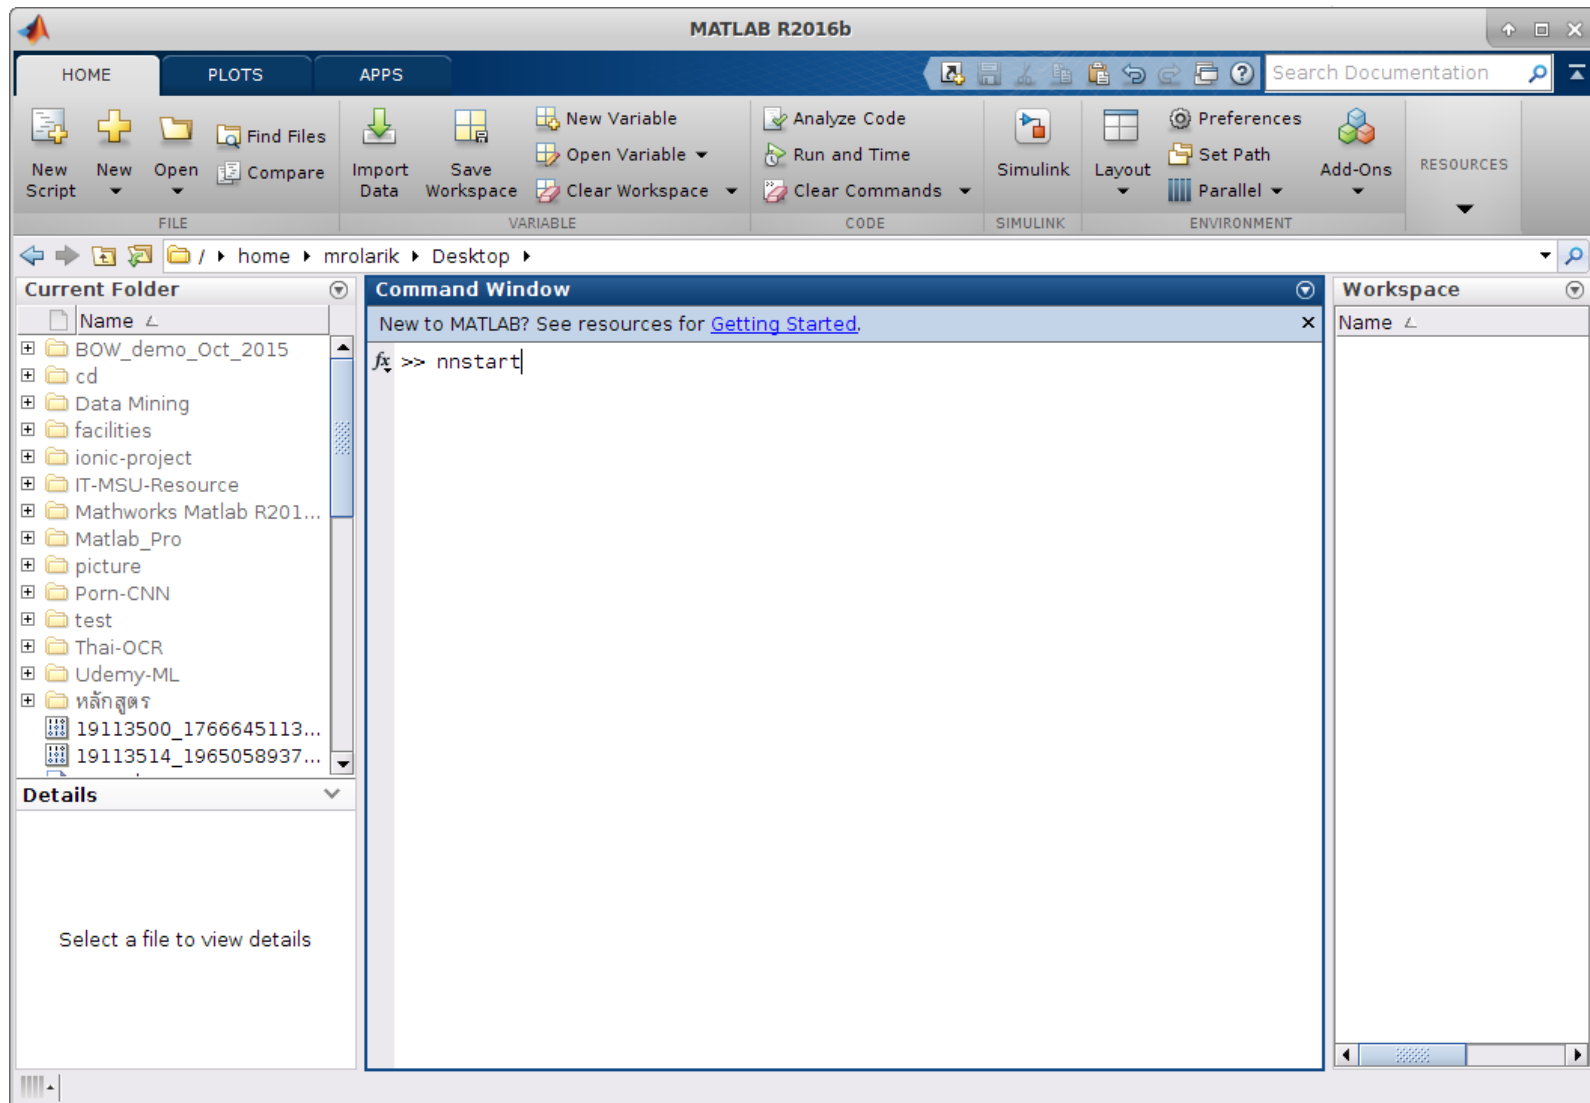 MATLAB R2016b
HOME PLOTS APPS
Search Documentation
New Script
New
Open
Find Files
Compare
FILE
Import Data
Save Workspace
New Variable
Open Variable
Clear Workspace
VARIABLE
Analyze Code
Run and Time
Clear Commands
CODE
Simulink
SIMULINK
Layout
Preferences
Set Path
Parallel
Add-Ons
ENVIRONMENT
RESOURCES
/ home mrolarik Desktop
Current Folder
Name
BOW_demo_Oct_2015
cd
Data Mining
facilities
ionic-project
IT-MSU-Resource
Mathworks Matlab R201...
Matlab_Pro
picture
Porn-CNN
test
Thai-OCR
Udemy-ML
หลักสูตร
19113500_1766645113...
19113514_1965058937...
Details
Select a file to view details
Command Window
New to MATLAB? See resources for Getting Started.
fx >> nnstart
Workspace
Name